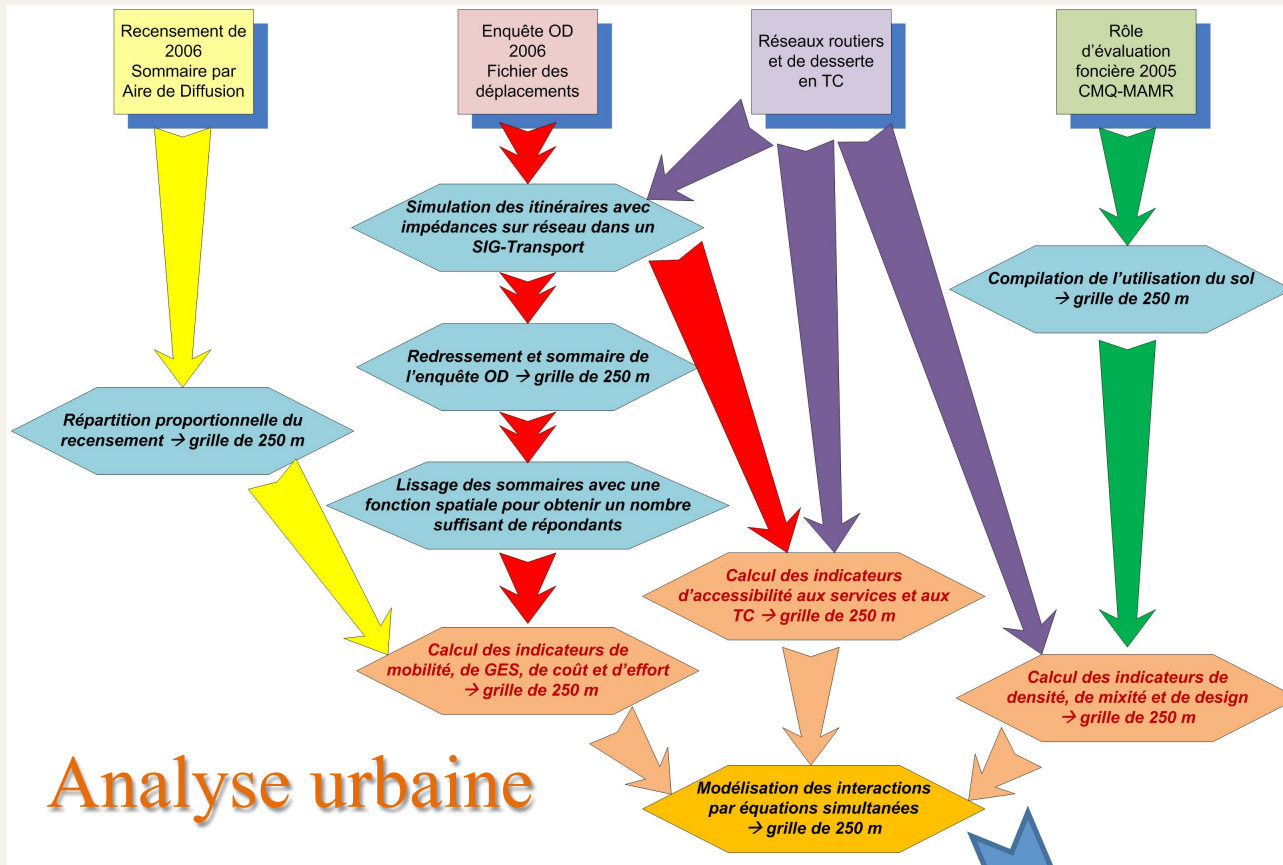 Recensement de
2006
Sommaire par
Aire de Diffusion
Enquête OD
2006
Fichier des
déplacements
Réseaux routiers
et de desserte
en TC
Rôle
d'évaluation
foncière 2005
CMQ-MAMR
Simulation des itinéraires avec
impédances sur réseau dans un
SIG-Transport
Compilation de l'utilisation du sol
→ grille de 250 m
Redressement et sommaire de
l'enquête OD → grille de 250 m
Répartition proportionnelle du
recensement → grille de 250 m
Lissage des sommaires avec une
fonction spatiale pour obtenir un nombre
suffisant de répondants
Calcul des indicateurs
d'accessibilité aux services et aux
TC → grille de 250 m
Calcul des indicateurs de
mobilité, de GES, de coût et d'effort
→ grille de 250 m
Calcul des indicateurs de
densité, de mixité et de design
→ grille de 250 m
Analyse urbaine
Modélisation des interactions
par équations simultanées
→ grille de 250 m